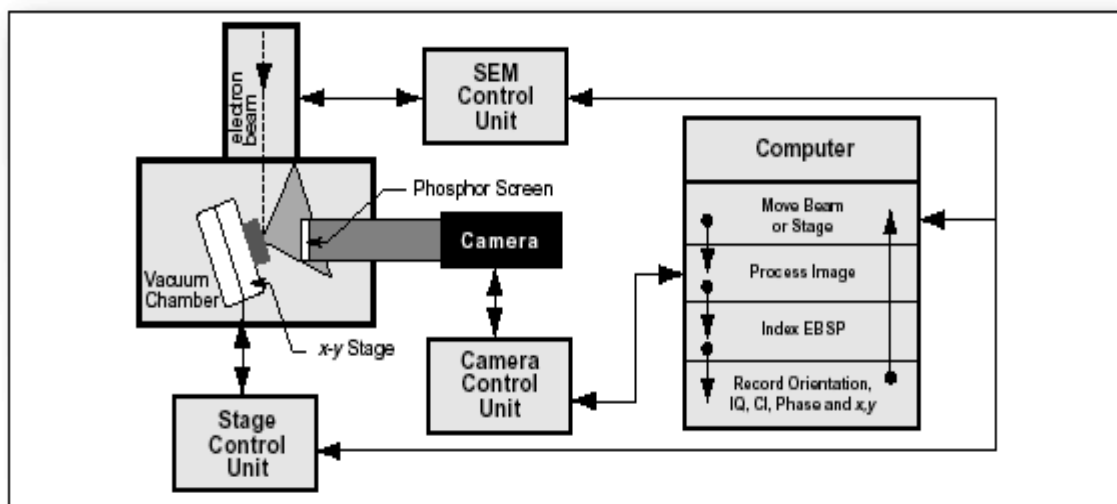 electron
beam
SEM
Control
Unit
Phosphor Screen
Camera
Vacuum
Chamber
x-y Stage
Camera
Control
Unit
Stage
Control
Unit
Computer
Move Beam
or Stage
Process Image
Index EBSP
Record Orientation,
IQ, CI, Phase and x,y